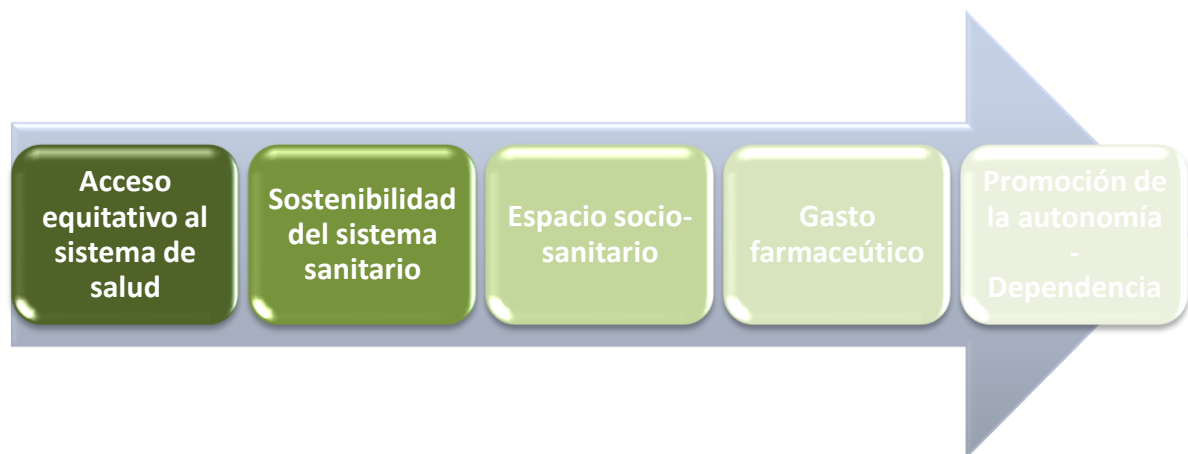 Acceso
equitativo al
sistema de
salud
Sostenibilidad
del sistema
sanitario
Espacio socio-
sanitario
Gasto
farmaceútico
Promoción de
la autonomía
-
Dependencia